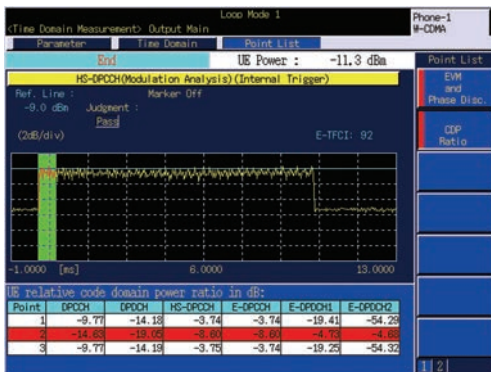 Loop Mode 1
<Time Domain Measurement> Output Main
Phone-1
W-CDMA
Parameter Time Domain Point List
End UE Power : -11.3 dBm
Point List
HS-DPCCH(Modulation Analysis)(Internal Trigger)
EVM
and
Phase Disc.
Ref. Line : Marker Off
-9.0 dBm Judgment :
Pass
(2dB/div) E-TFCI: 92
CDP
Ratio
-1.0000 [ms] 6.0000 13.0000
UE relative code domain power ratio in dB:
Point DPCCH DPDCH HS-DPCCH E-DPCCH E-DPDCH1 E-DPDCH2
1 -9.77 -14.18 -3.74 -3.74 -19.41 -54.29
2 -14.63 -19.05 -8.60 -8.60 -4.73 -4.68
3 -9.77 -14.19 -3.75 -3.74 -19.25 -54.32
1 2